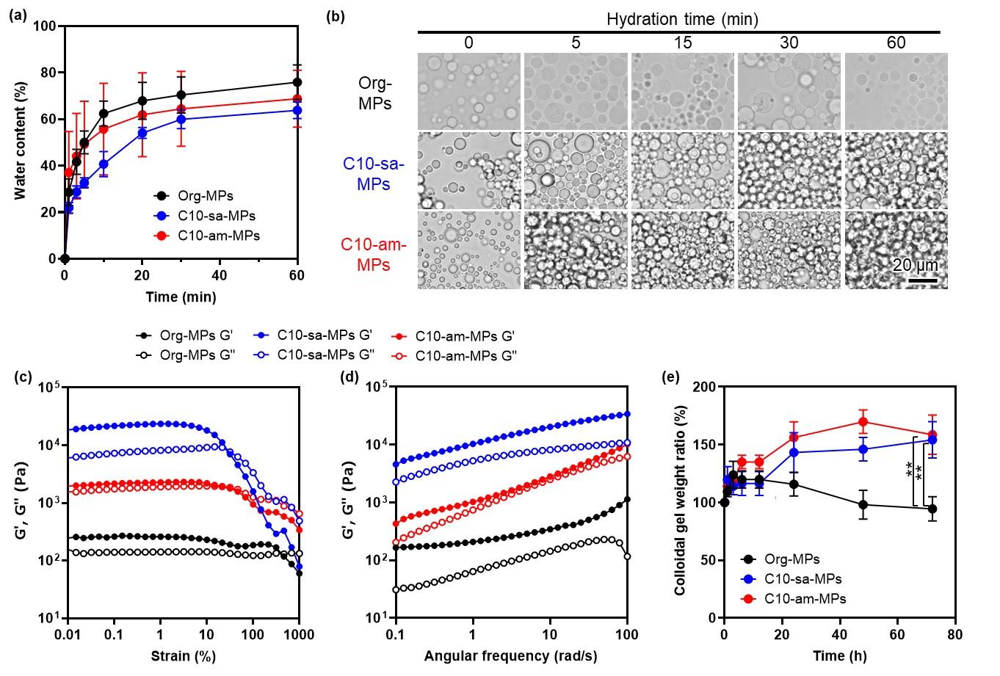 (a)
100
80
60
40
20
0
Water content (%)
0 20 40 60
Time (min)
Org-MPs
C10-sa-MPs
C10-am-MPs
(b)
Hydration time (min)
0 5 15 30 60
Org-
MPs
C10-sa-
MPs
C10-am-
MPs
20 μm
Org-MPs G' C10-sa-MPs G' C10-am-MPs G'
Org-MPs G" C10-sa-MPs G" C10-am-MPs G"
(c)
10⁵
10⁴
10³
10²
10¹
G', G" (Pa)
0.01 0.1 1 10 100 1000
Strain (%)
(d)
10⁵
10⁴
10³
10²
10¹
G', G" (Pa)
0.1 1 10 100
Angular frequency (rad/s)
(e)
200
150
100
50
0
Colloidal gel weight ratio (%)
**
**
Org-MPs
C10-sa-MPs
C10-am-MPs
0 20 40 60 80
Time (h)